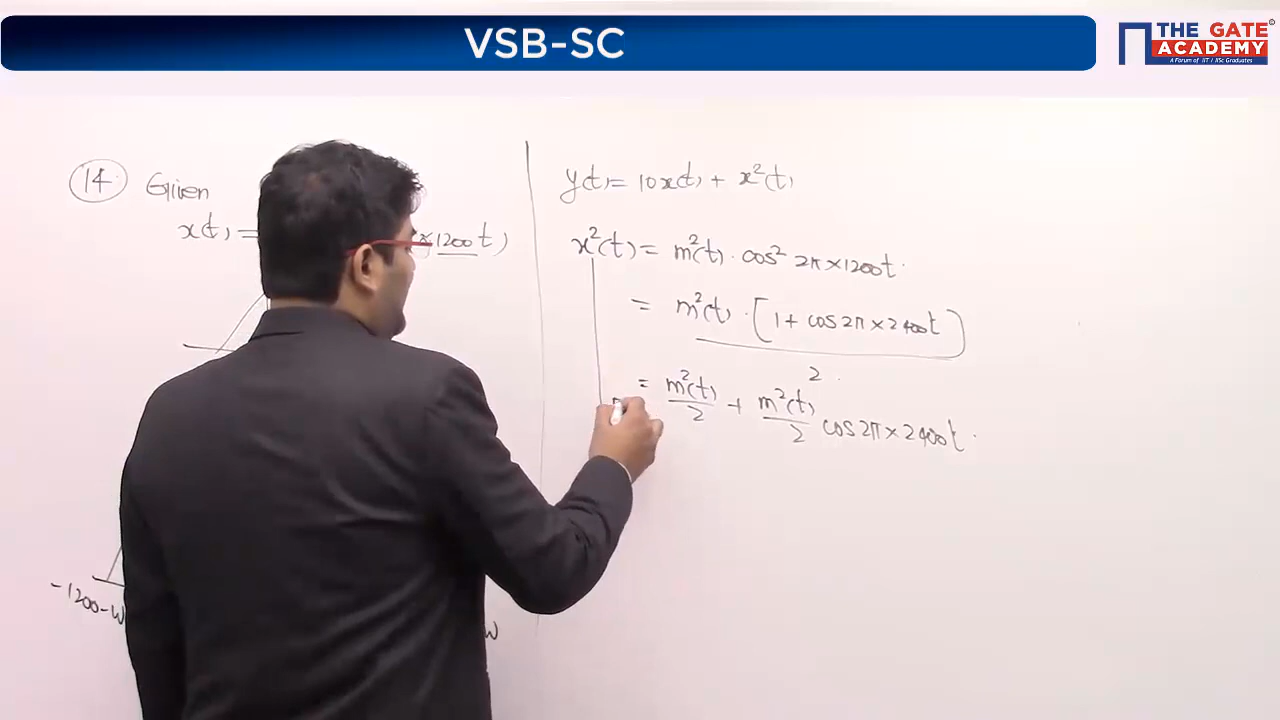 VSB-SC
THE GATE ACADEMY
A Forum of IIT / IISc Graduates
14 Given
x(t) = × 1200 t)
-1200-W
W
y(t) = 10x(t) + x²(t)
x²(t) = m²(t) · cos² 2π × 1200t ·
= m²(t) · [1 + cos 2π × 2400t]
2
= m²(t)/2 + m²(t)/2 cos 2π × 2400t ·